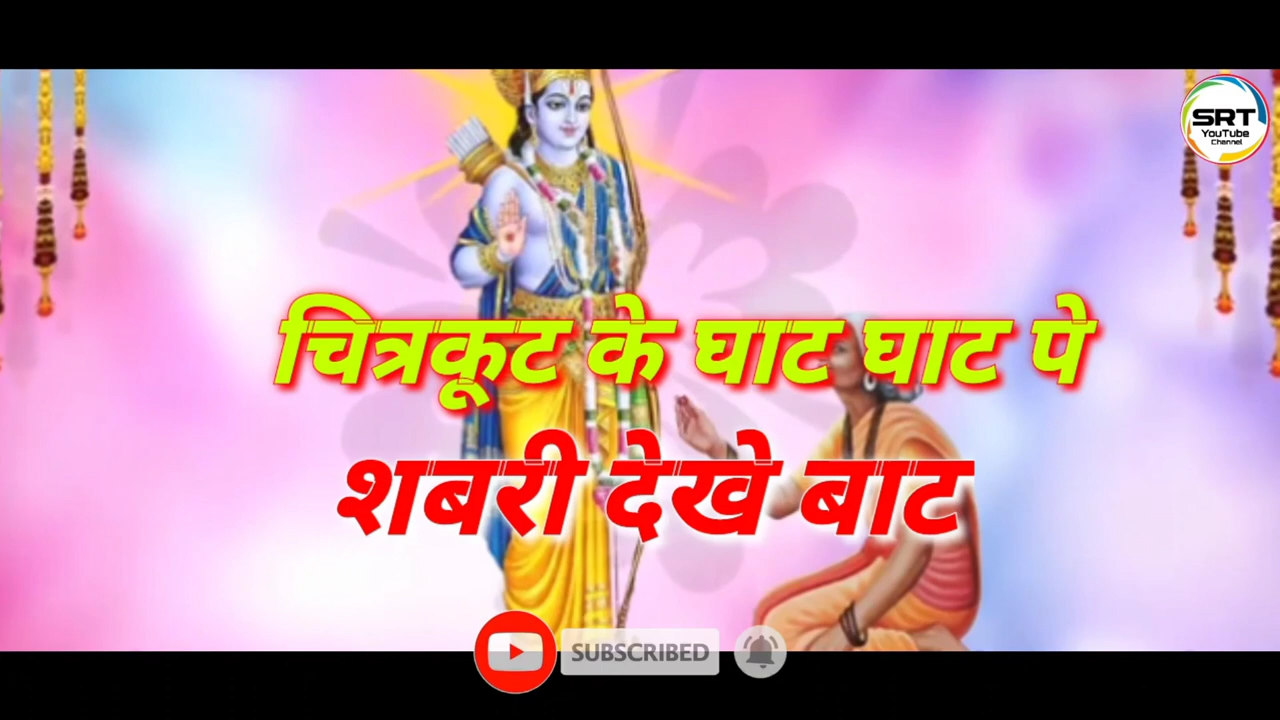 SRT
YouTube
Channel
चित्रकूट के घाट घाट पे
शबरी देखे बाट
SUBSCRIBED